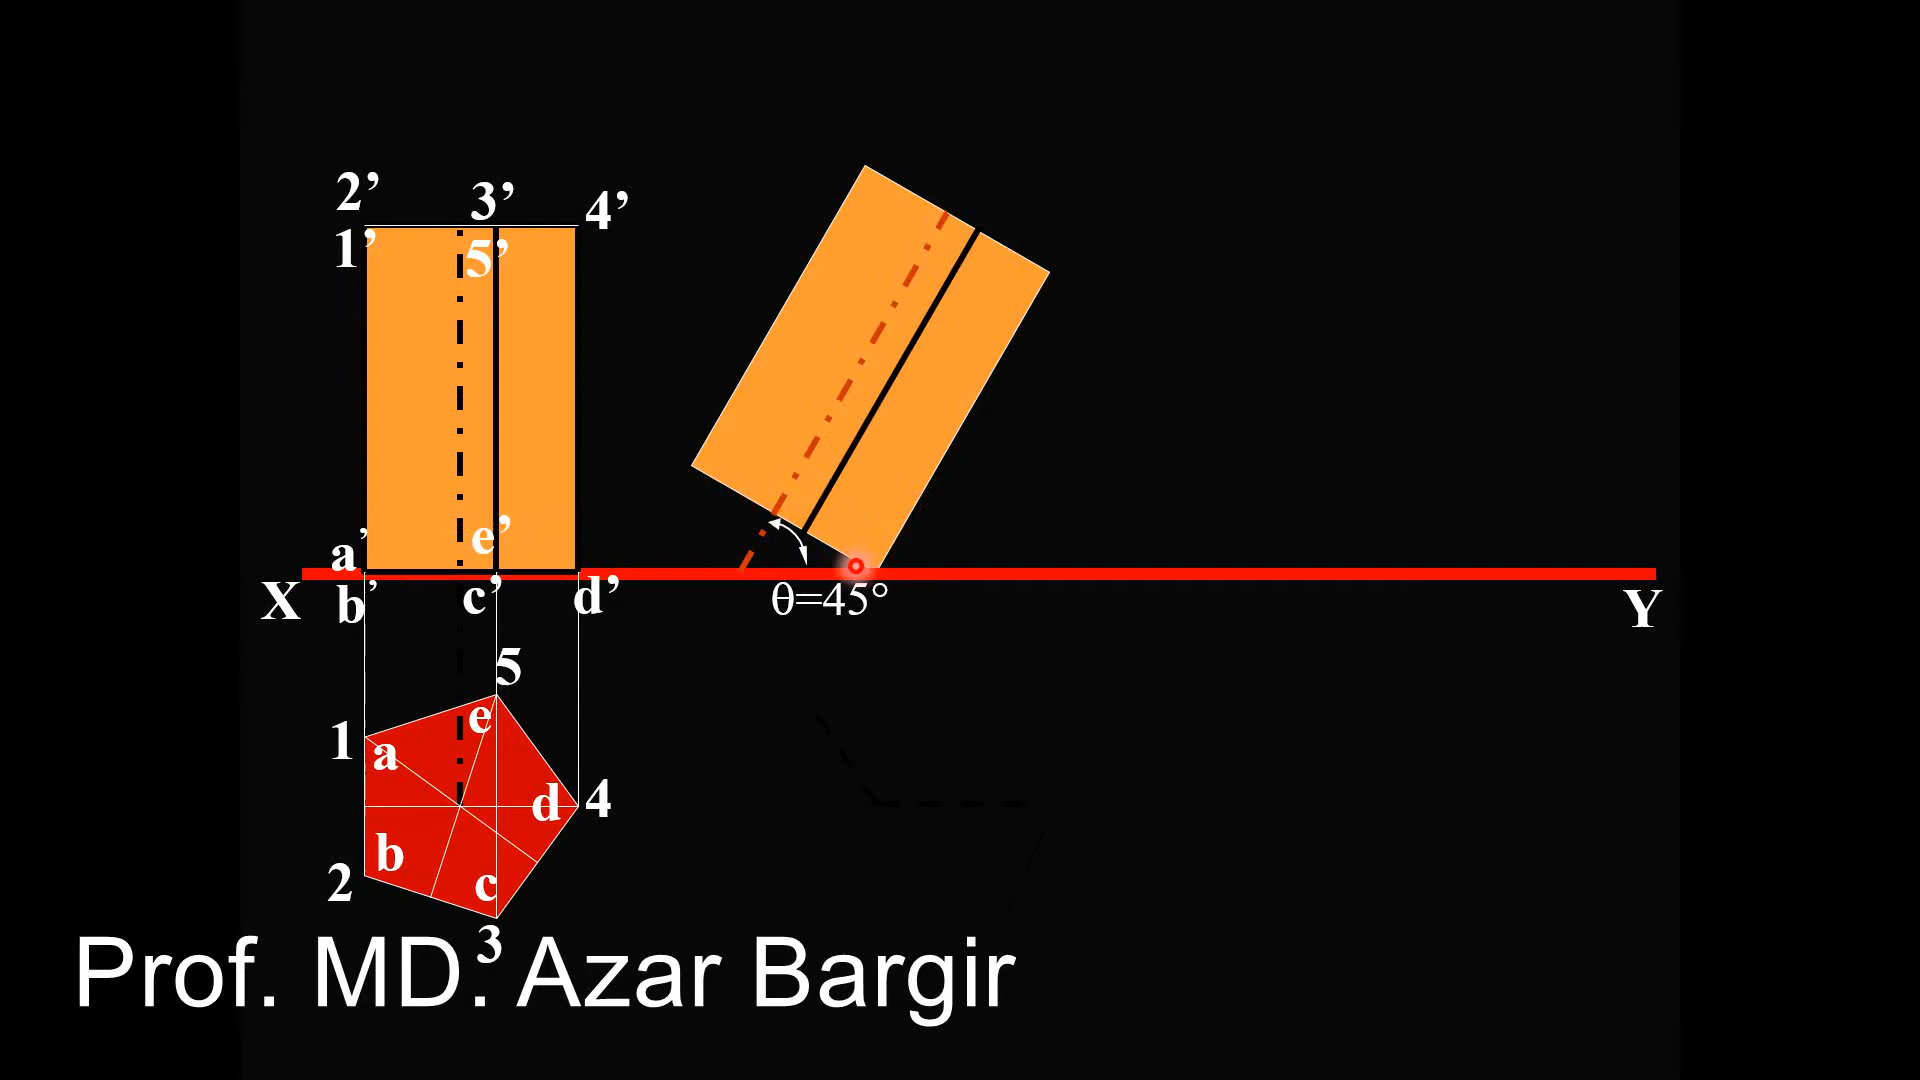 2’ 3’ 4’
1’ 5’
a’ e’
X b’ c’ d’ θ=45° Y
5
1 a e
d 4
b
2 c
3
Prof. MD. Azar Bargir